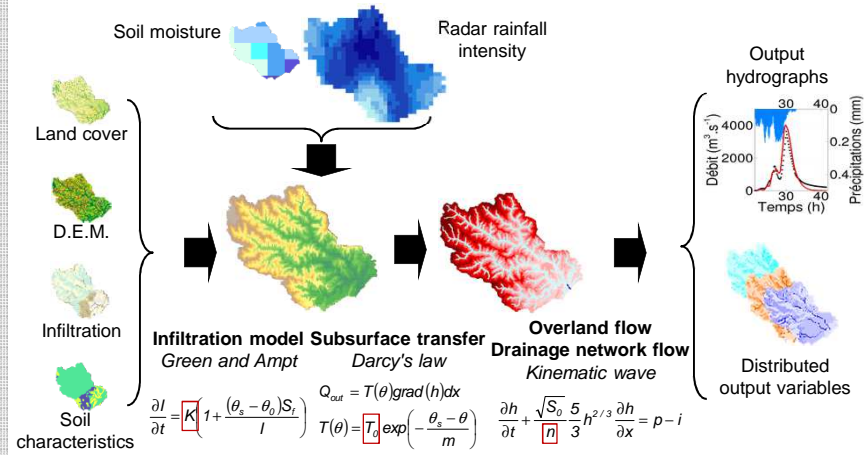 Soil moisture
Radar rainfall
intensity
Land cover
D.E.M.
Infiltration
Soil
characteristics
Infiltration model
Green and Ampt
∂I/∂t = K(1 + (θs − θ0)Sf / I)
Subsurface transfer
Darcy's law
Qout = T(θ)grad(h)dx
T(θ) = T0 exp(−(θs − θ)/m)
Overland flow
Drainage network flow
Kinematic wave
∂h/∂t + √S0/n 5/3 h^2/3 ∂h/∂x = p − i
Output
hydrographs
30 40
4000
2000
0
0
0.2
0.4
Débit (m³.s⁻¹)
Précipitations (mm)
30 40
Temps (h)
Distributed
output variables